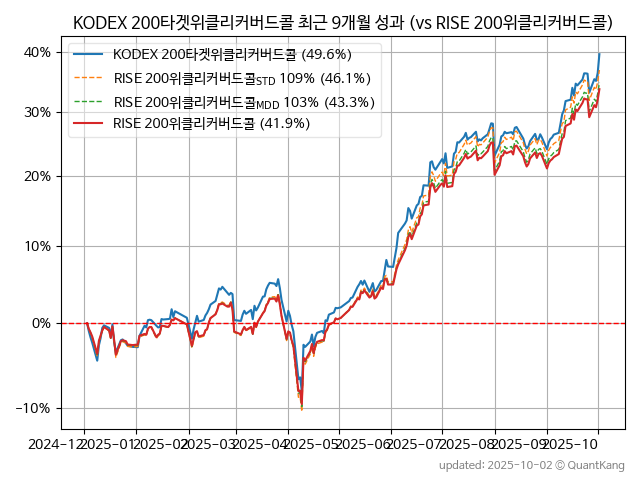 KODEX 200타겟위클리커버드콜 최근 9개월 성과 (vs RISE 200위클리커버드콜)
KODEX 200타겟위클리커버드콜 (49.6%)
RISE 200위클리커버드콜STD 109% (46.1%)
RISE 200위클리커버드콜MDD 103% (43.3%)
RISE 200위클리커버드콜 (41.9%)
40%
30%
20%
10%
0%
−10%
2024-12 2025-01 2025-02 2025-03 2025-04 2025-05 2025-06 2025-07 2025-08 2025-09 2025-10
updated: 2025-10-02 © QuantKang